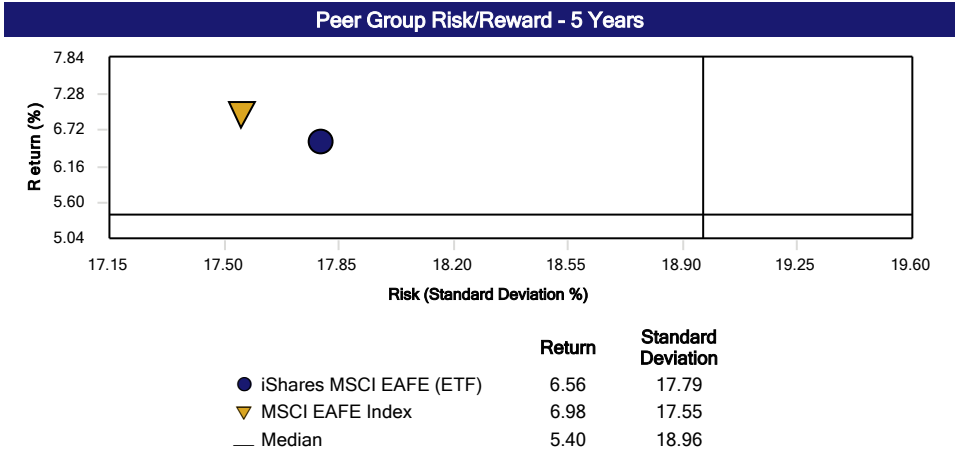 Peer Group Risk/Reward - 5 Years
7.84
7.28
6.72
6.16
5.60
5.04
R eturn (%)
17.15 17.50 17.85 18.20 18.55 18.90 19.25 19.60
Risk (Standard Deviation %)
Return Standard
Deviation
iShares MSCI EAFE (ETF) 6.56 17.79
MSCI EAFE Index 6.98 17.55
Median 5.40 18.96